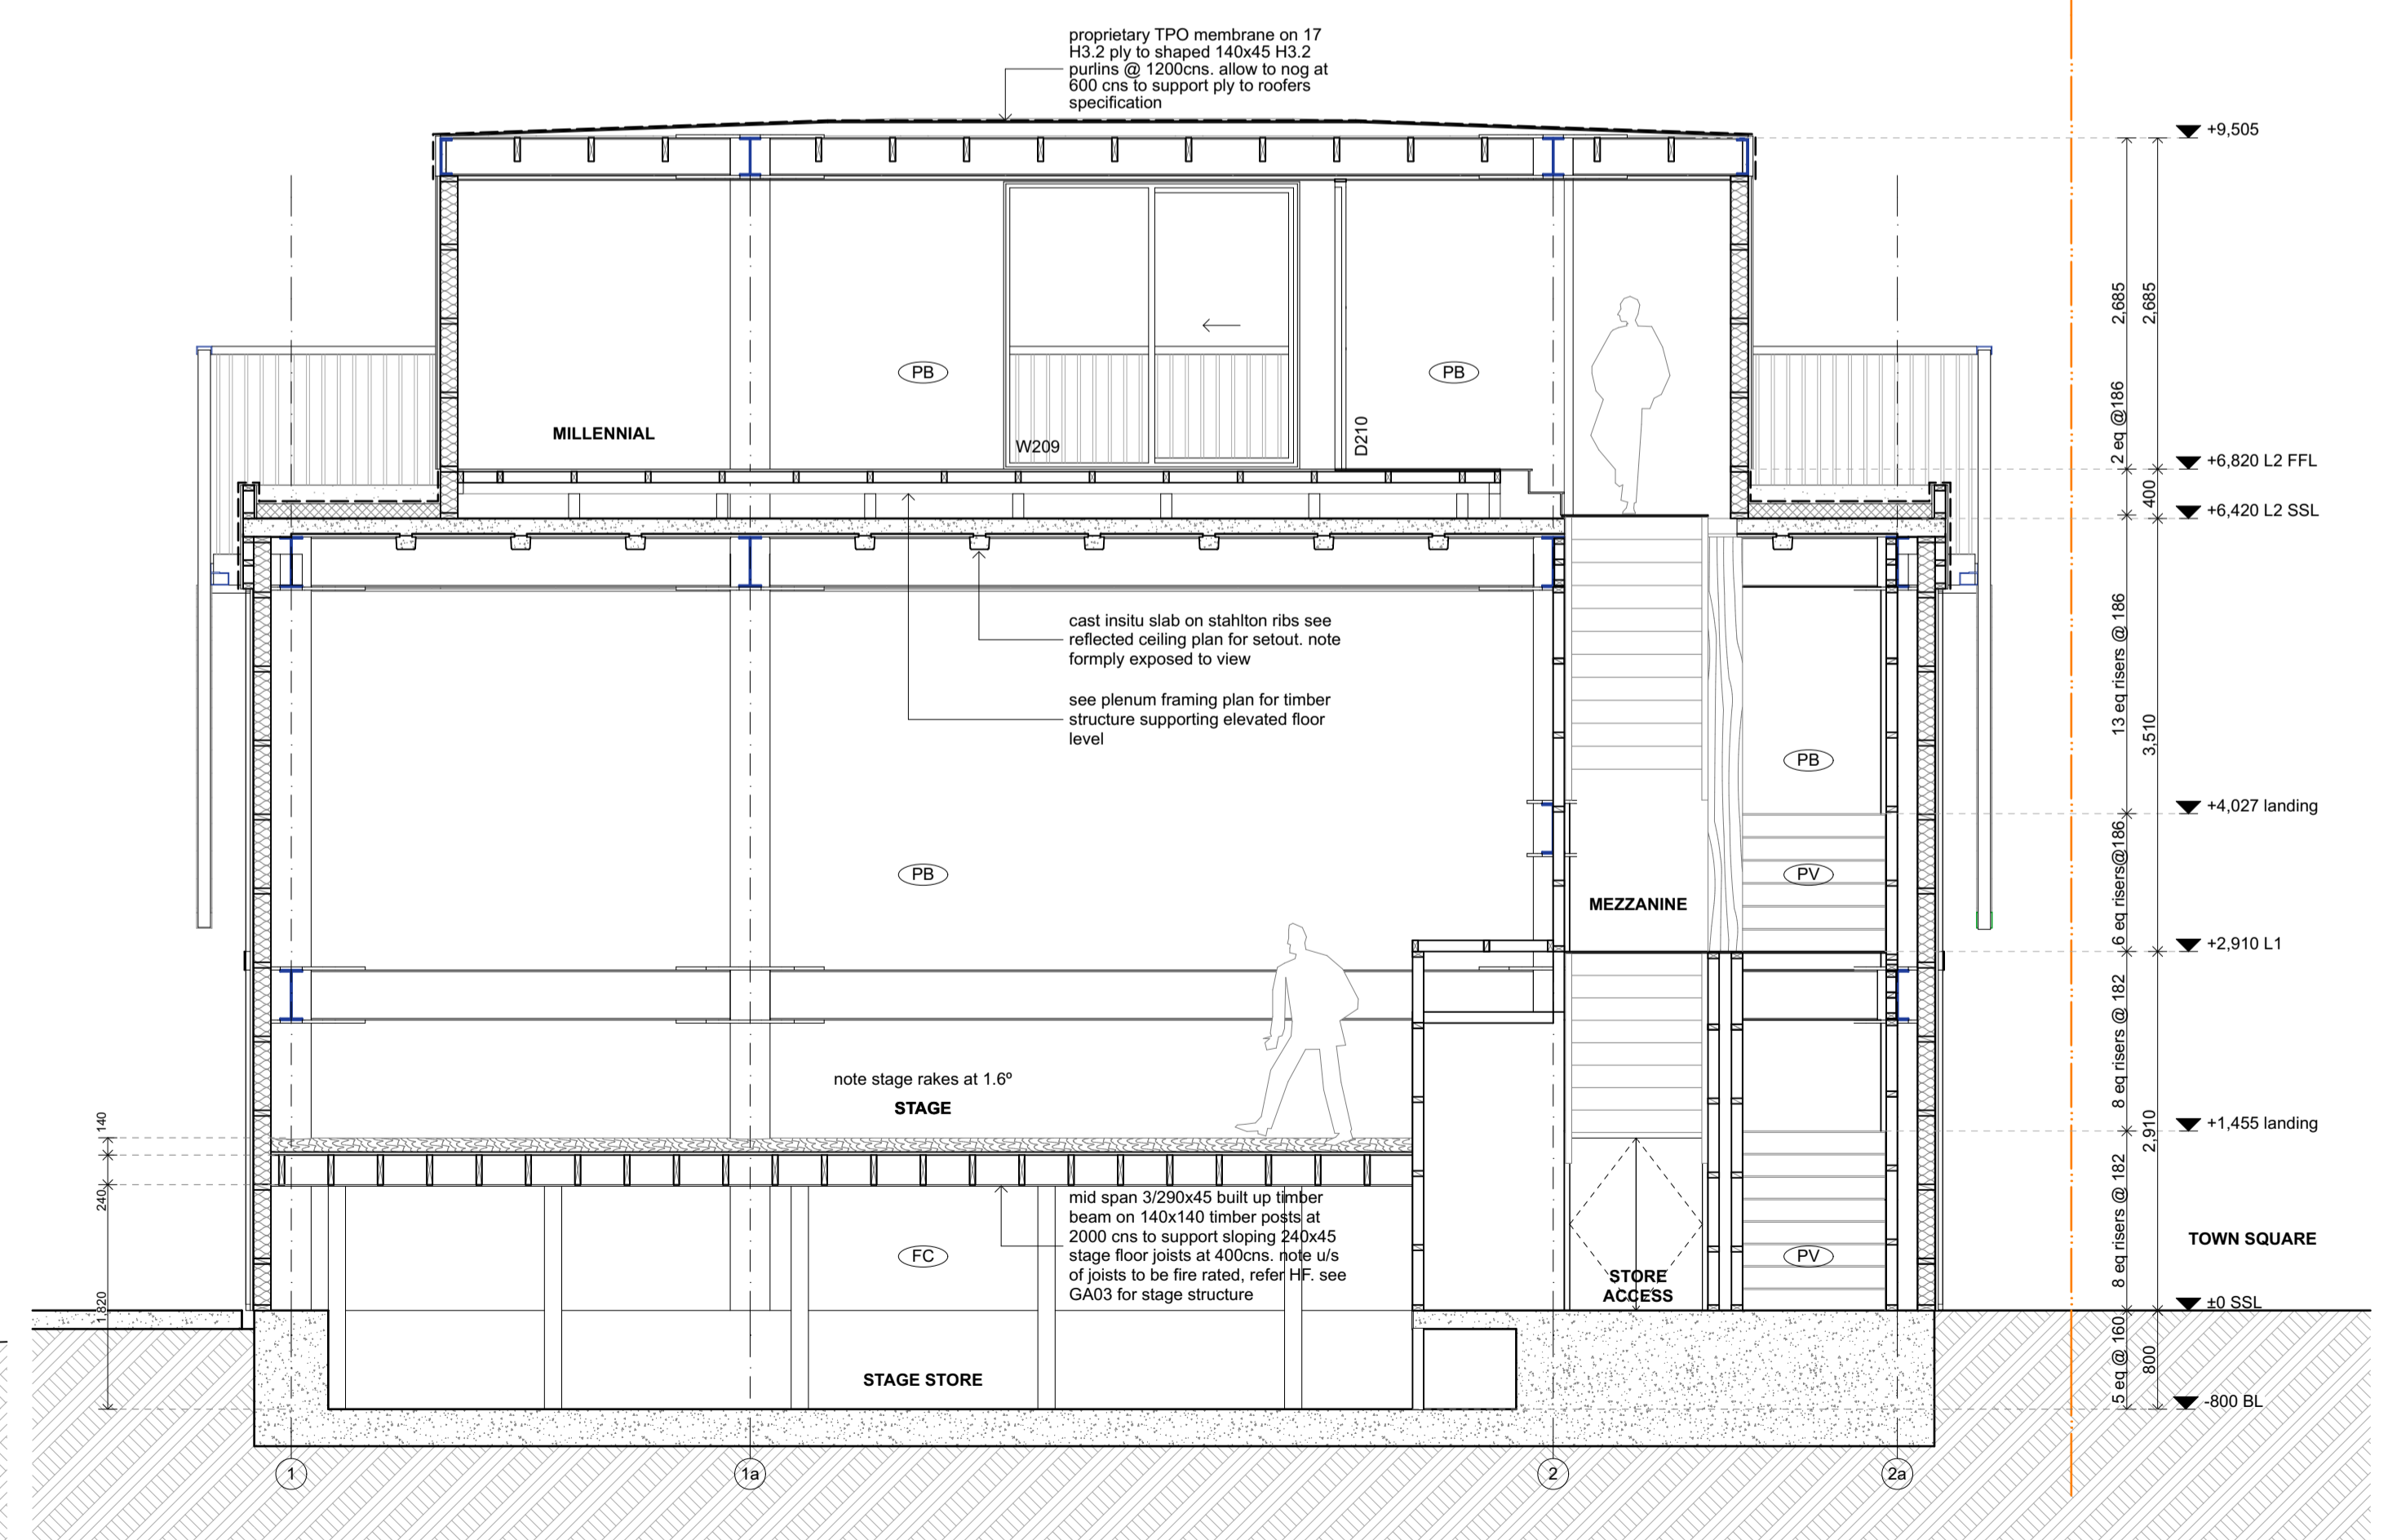 proprietary TPO membrane on 17
H3.2 ply to shaped 140x45 H3.2
purlins @ 1200cns. allow to nog at
600 cns to support ply to roofers
specification
+9,505
2,685
2,685
PB
PB
MILLENNIAL
W209
D210
2 eq @186
+6,820 L2 FFL
400
+6,420 L2 SSL
cast insitu slab on stahlton ribs see
reflected ceiling plan for setout. note
formply exposed to view
see plenum framing plan for timber
structure supporting elevated floor
level
13 eq risers @ 186
3,510
PB
+4,027 landing
PB
PV
MEZZANINE
6 eq risers@186
+2,910 L1
note stage rakes at 1.6º
STAGE
8 eq risers @ 182
2,910
+1,455 landing
140
240
1,820
mid span 3/290x45 built up timber
beam on 140x140 timber posts at
2000 cns to support sloping 240x45
stage floor joists at 400cns. note u/s
of joists to be fire rated, refer HF. see
GA03 for stage structure
FC
STORE
ACCESS
PV
8 eq risers @ 182
TOWN SQUARE
±0 SSL
STAGE STORE
5 eq @ 160
800
-800 BL
1
1a
2
2a